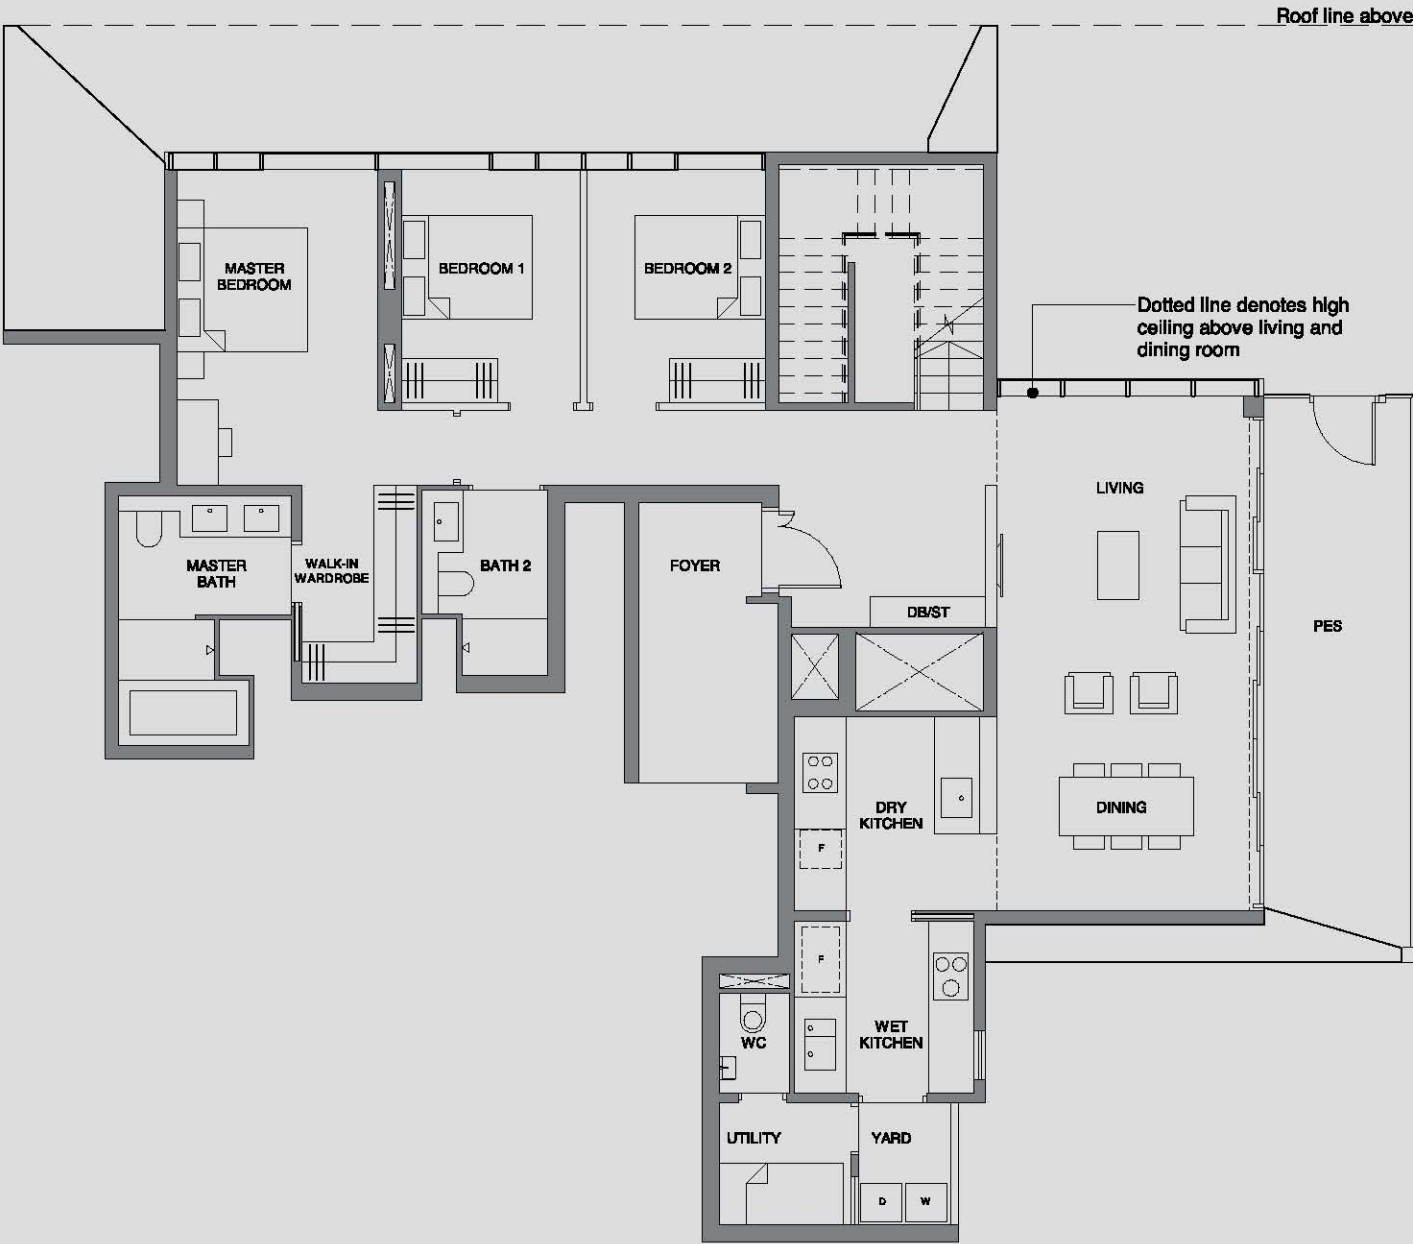 Roof line above
MASTER
BEDROOM
BEDROOM 1
BEDROOM 2
Dotted line denotes high
ceiling above living and
dining room
LIVING
MASTER
BATH
WALK-IN
WARDROBE
BATH 2
FOYER
DB/ST
PES
DRY
KITCHEN
DINING
F
F
WET
KITCHEN
WC
UTILITY
YARD
D
W